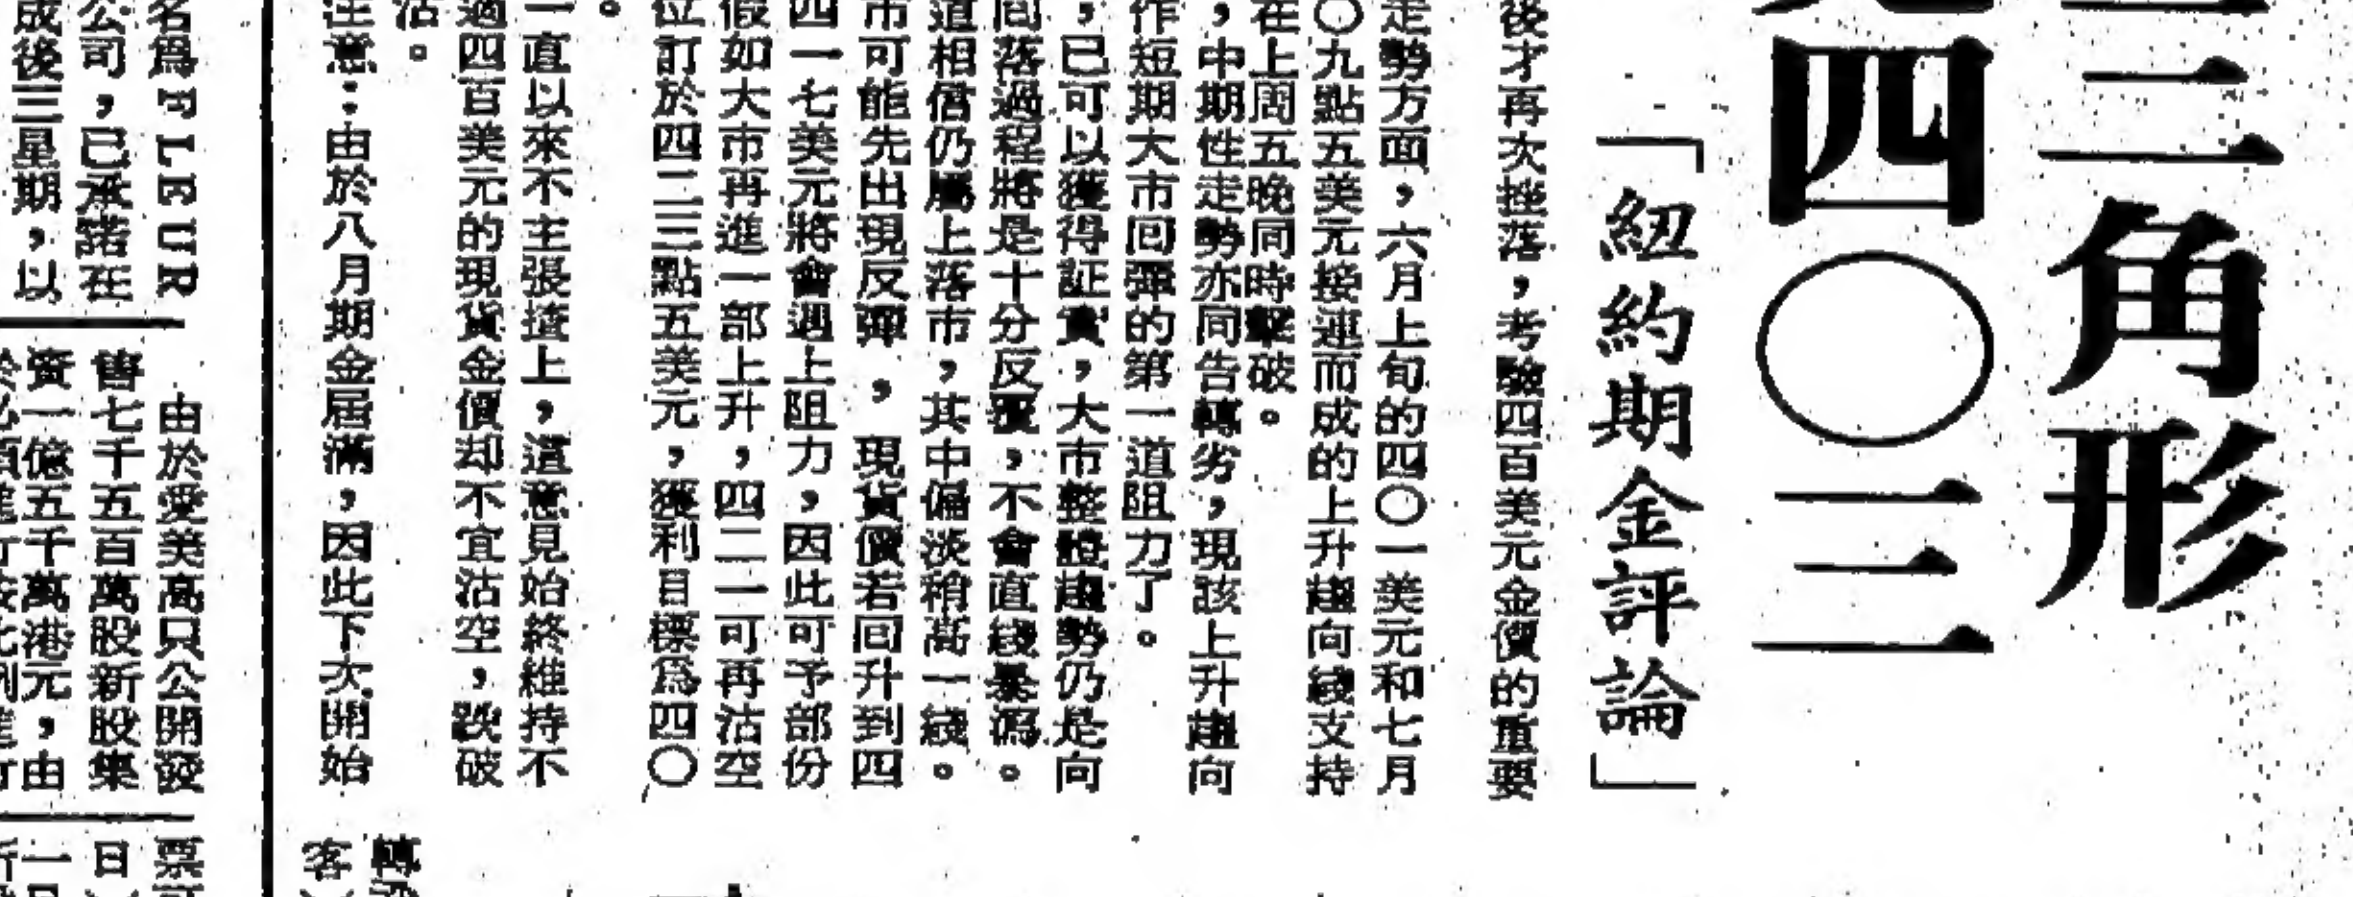 三角形
四〇三
「紐約期金評論」
後才再次挫落，考驗四百美元金價的重要
走勢方面，六月上旬的四〇一美元和七月
〇九點五美元接連而成的上升趨向綫支持
在上周五晚同時擊破。
，中期性走勢亦同告轉劣，現該上升趨向
作短期大市回彈的第一道阻力了。
，已可以獲得証實，大市整體趨勢仍是向
間落過程將是十分反覆，不會直綫暴瀉。
道相信仍屬上落市，其中偏淡稍高一綫。
市可能先出現反彈，現貨價若回升到四
四一七美元將會遇上阻力，因此可予部份
假如大市再進一部上升，四二一可再沽空
位訂於四二三點五美元，獲利目標爲四〇
。
一直以來不主張揸上，這意見始終維持不
適四百美元的現貨金價却不宜沽空，跌破
沽。
注意：由於八月期金屆滿，因此下次開始
轉
客
名爲FLEUR
公司，已承諾在
成後三星期，以
由於愛美高只公開發
售七千五百萬股新股集
資一億五千萬港元，由
票
日
一